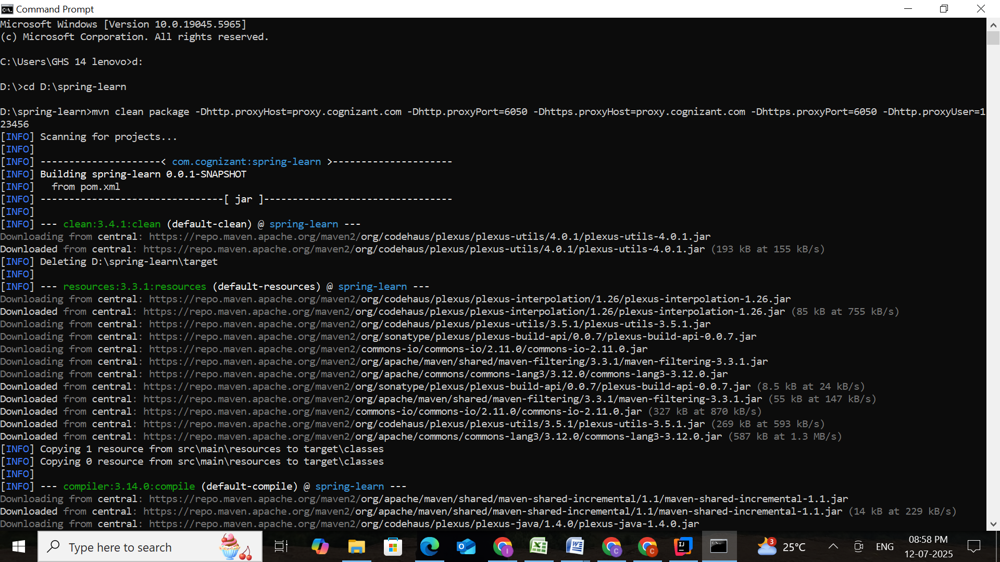 Command Prompt
Microsoft Windows [Version 10.0.19045.5965]
(c) Microsoft Corporation. All rights reserved.
C:\Users\GHS 14 lenovo>d:
D:\>cd D:\spring-learn
D:\spring-learn>mvn clean package -Dhttp.proxyHost=proxy.cognizant.com -Dhttp.proxyPort=6050 -Dhttps.proxyHost=proxy.cognizant.com -Dhttps.proxyPort=6050 -Dhttp.proxyUser=1
23456
[INFO] Scanning for projects...
[INFO]
[INFO] ---------------------< com.cognizant:spring-learn >---------------------
[INFO] Building spring-learn 0.0.1-SNAPSHOT
[INFO]   from pom.xml
[INFO] --------------------------------[ jar ]---------------------------------
[INFO]
[INFO] --- clean:3.4.1:clean (default-clean) @ spring-learn ---
Downloading from central: https://repo.maven.apache.org/maven2/org/codehaus/plexus/plexus-utils/4.0.1/plexus-utils-4.0.1.jar
Downloaded from central: https://repo.maven.apache.org/maven2/org/codehaus/plexus/plexus-utils/4.0.1/plexus-utils-4.0.1.jar (193 kB at 155 kB/s)
[INFO] Deleting D:\spring-learn\target
[INFO]
[INFO] --- resources:3.3.1:resources (default-resources) @ spring-learn ---
Downloading from central: https://repo.maven.apache.org/maven2/org/codehaus/plexus/plexus-interpolation/1.26/plexus-interpolation-1.26.jar
Downloaded from central: https://repo.maven.apache.org/maven2/org/codehaus/plexus/plexus-interpolation/1.26/plexus-interpolation-1.26.jar (85 kB at 755 kB/s)
Downloading from central: https://repo.maven.apache.org/maven2/org/codehaus/plexus/plexus-utils/3.5.1/plexus-utils-3.5.1.jar
Downloading from central: https://repo.maven.apache.org/maven2/org/sonatype/plexus/plexus-build-api/0.0.7/plexus-build-api-0.0.7.jar
Downloading from central: https://repo.maven.apache.org/maven2/commons-io/commons-io/2.11.0/commons-io-2.11.0.jar
Downloading from central: https://repo.maven.apache.org/maven2/org/apache/maven/shared/maven-filtering/3.3.1/maven-filtering-3.3.1.jar
Downloading from central: https://repo.maven.apache.org/maven2/org/apache/commons/commons-lang3/3.12.0/commons-lang3-3.12.0.jar
Downloaded from central: https://repo.maven.apache.org/maven2/org/sonatype/plexus/plexus-build-api/0.0.7/plexus-build-api-0.0.7.jar (8.5 kB at 24 kB/s)
Downloaded from central: https://repo.maven.apache.org/maven2/org/apache/maven/shared/maven-filtering/3.3.1/maven-filtering-3.3.1.jar (55 kB at 147 kB/s)
Downloaded from central: https://repo.maven.apache.org/maven2/commons-io/commons-io/2.11.0/commons-io-2.11.0.jar (327 kB at 870 kB/s)
Downloaded from central: https://repo.maven.apache.org/maven2/org/codehaus/plexus/plexus-utils/3.5.1/plexus-utils-3.5.1.jar (269 kB at 593 kB/s)
Downloaded from central: https://repo.maven.apache.org/maven2/org/apache/commons/commons-lang3/3.12.0/commons-lang3-3.12.0.jar (587 kB at 1.3 MB/s)
[INFO] Copying 1 resource from src\main\resources to target\classes
[INFO] Copying 0 resource from src\main\resources to target\classes
[INFO]
[INFO] --- compiler:3.14.0:compile (default-compile) @ spring-learn ---
Downloading from central: https://repo.maven.apache.org/maven2/org/apache/maven/shared/maven-shared-incremental/1.1/maven-shared-incremental-1.1.jar
Downloaded from central: https://repo.maven.apache.org/maven2/org/apache/maven/shared/maven-shared-incremental/1.1/maven-shared-incremental-1.1.jar (14 kB at 229 kB/s)
Downloading from central: https://repo.maven.apache.org/maven2/org/codehaus/plexus/plexus-java/1.4.0/plexus-java-1.4.0.jar
Type here to search
3
25°C
ENG
08:58 PM
12-07-2025